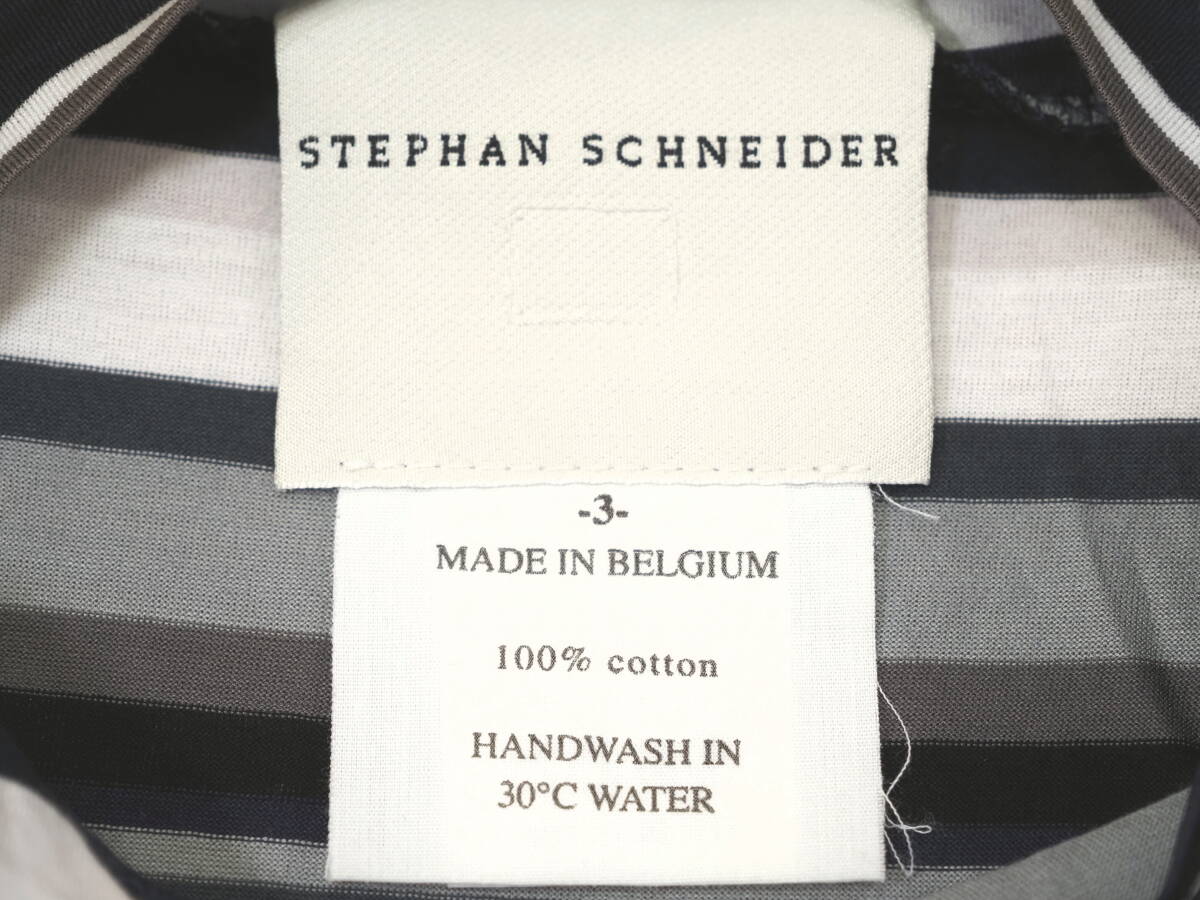 STEPHAN SCHNEIDER
-3-
MADE IN BELGIUM
100% cotton
HANDWASH IN
30°C WATER